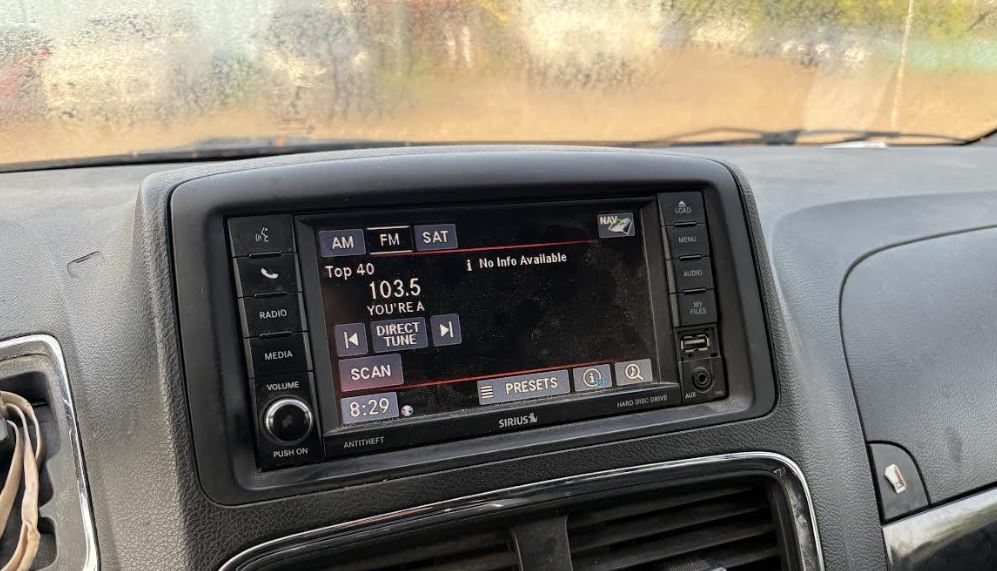 AM FM SAT NAV
Top 40
i No Info Available
103.5
YOU'RE A
DIRECT
TUNE
SCAN
PRESETS
8:29
RADIO
MEDIA
VOLUME
PUSH ON
ANTITHEFT
SIRIUS
HARD DISC DRIVE
LOAD
MENU
AUDIO
MY
FILES
AUX